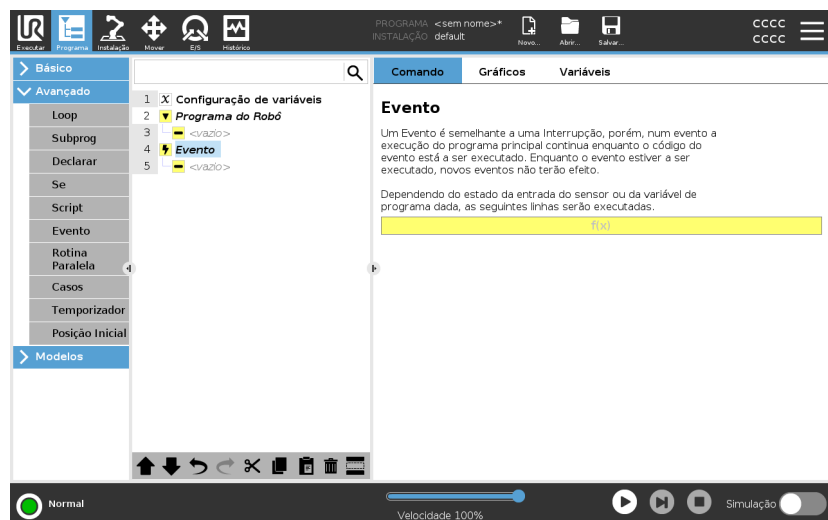 PROGRAMA <sem nome>*
INSTALAÇÃO default
CCCC
CCCC
Executar Programa Instalação Mover E/S Histórico Novo... Abrir... Salvar...
Básico
Avançado
Loop
Subprog
Declarar
Se
Script
Evento
Rotina
Paralela
Casos
Temporizador
Posição Inicial
Modelos
1 X Configuração de variáveis
2 Programa do Robô
3 <vazio>
4 Evento
5 <vazio>
Comando Gráficos Variáveis
Evento
Um Evento é semelhante a uma Interrupção, porém, num evento a
execução do programa principal continua enquanto o código do
evento está a ser executado. Enquanto o evento estiver a ser
executado, novos eventos não terão efeito.
Dependendo do estado da entrada do sensor ou da variável de
programa dada, as seguintes linhas serão executadas.
f(x)
Normal
Velocidade 100%
Simulação